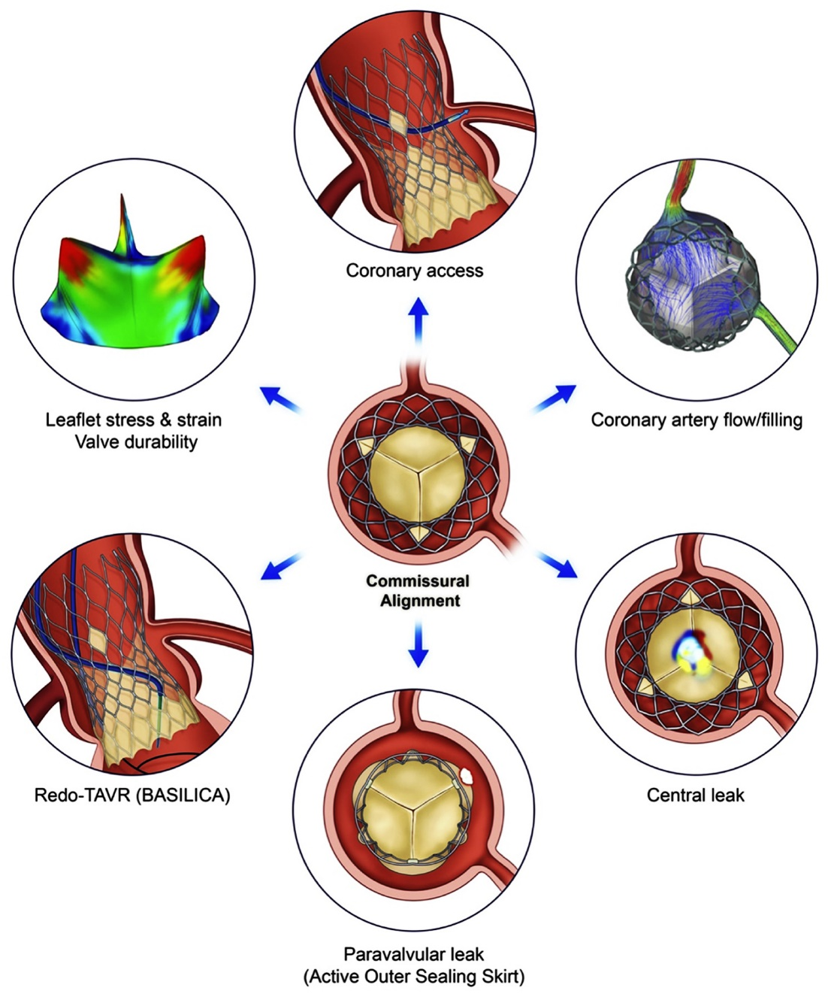 Coronary access
Leaflet stress & strain
Valve durability
Coronary artery flow/filling
Commissural
Alignment
Redo-TAVR (BASILICA)
Central leak
Paravalvular leak
(Active Outer Sealing Skirt)